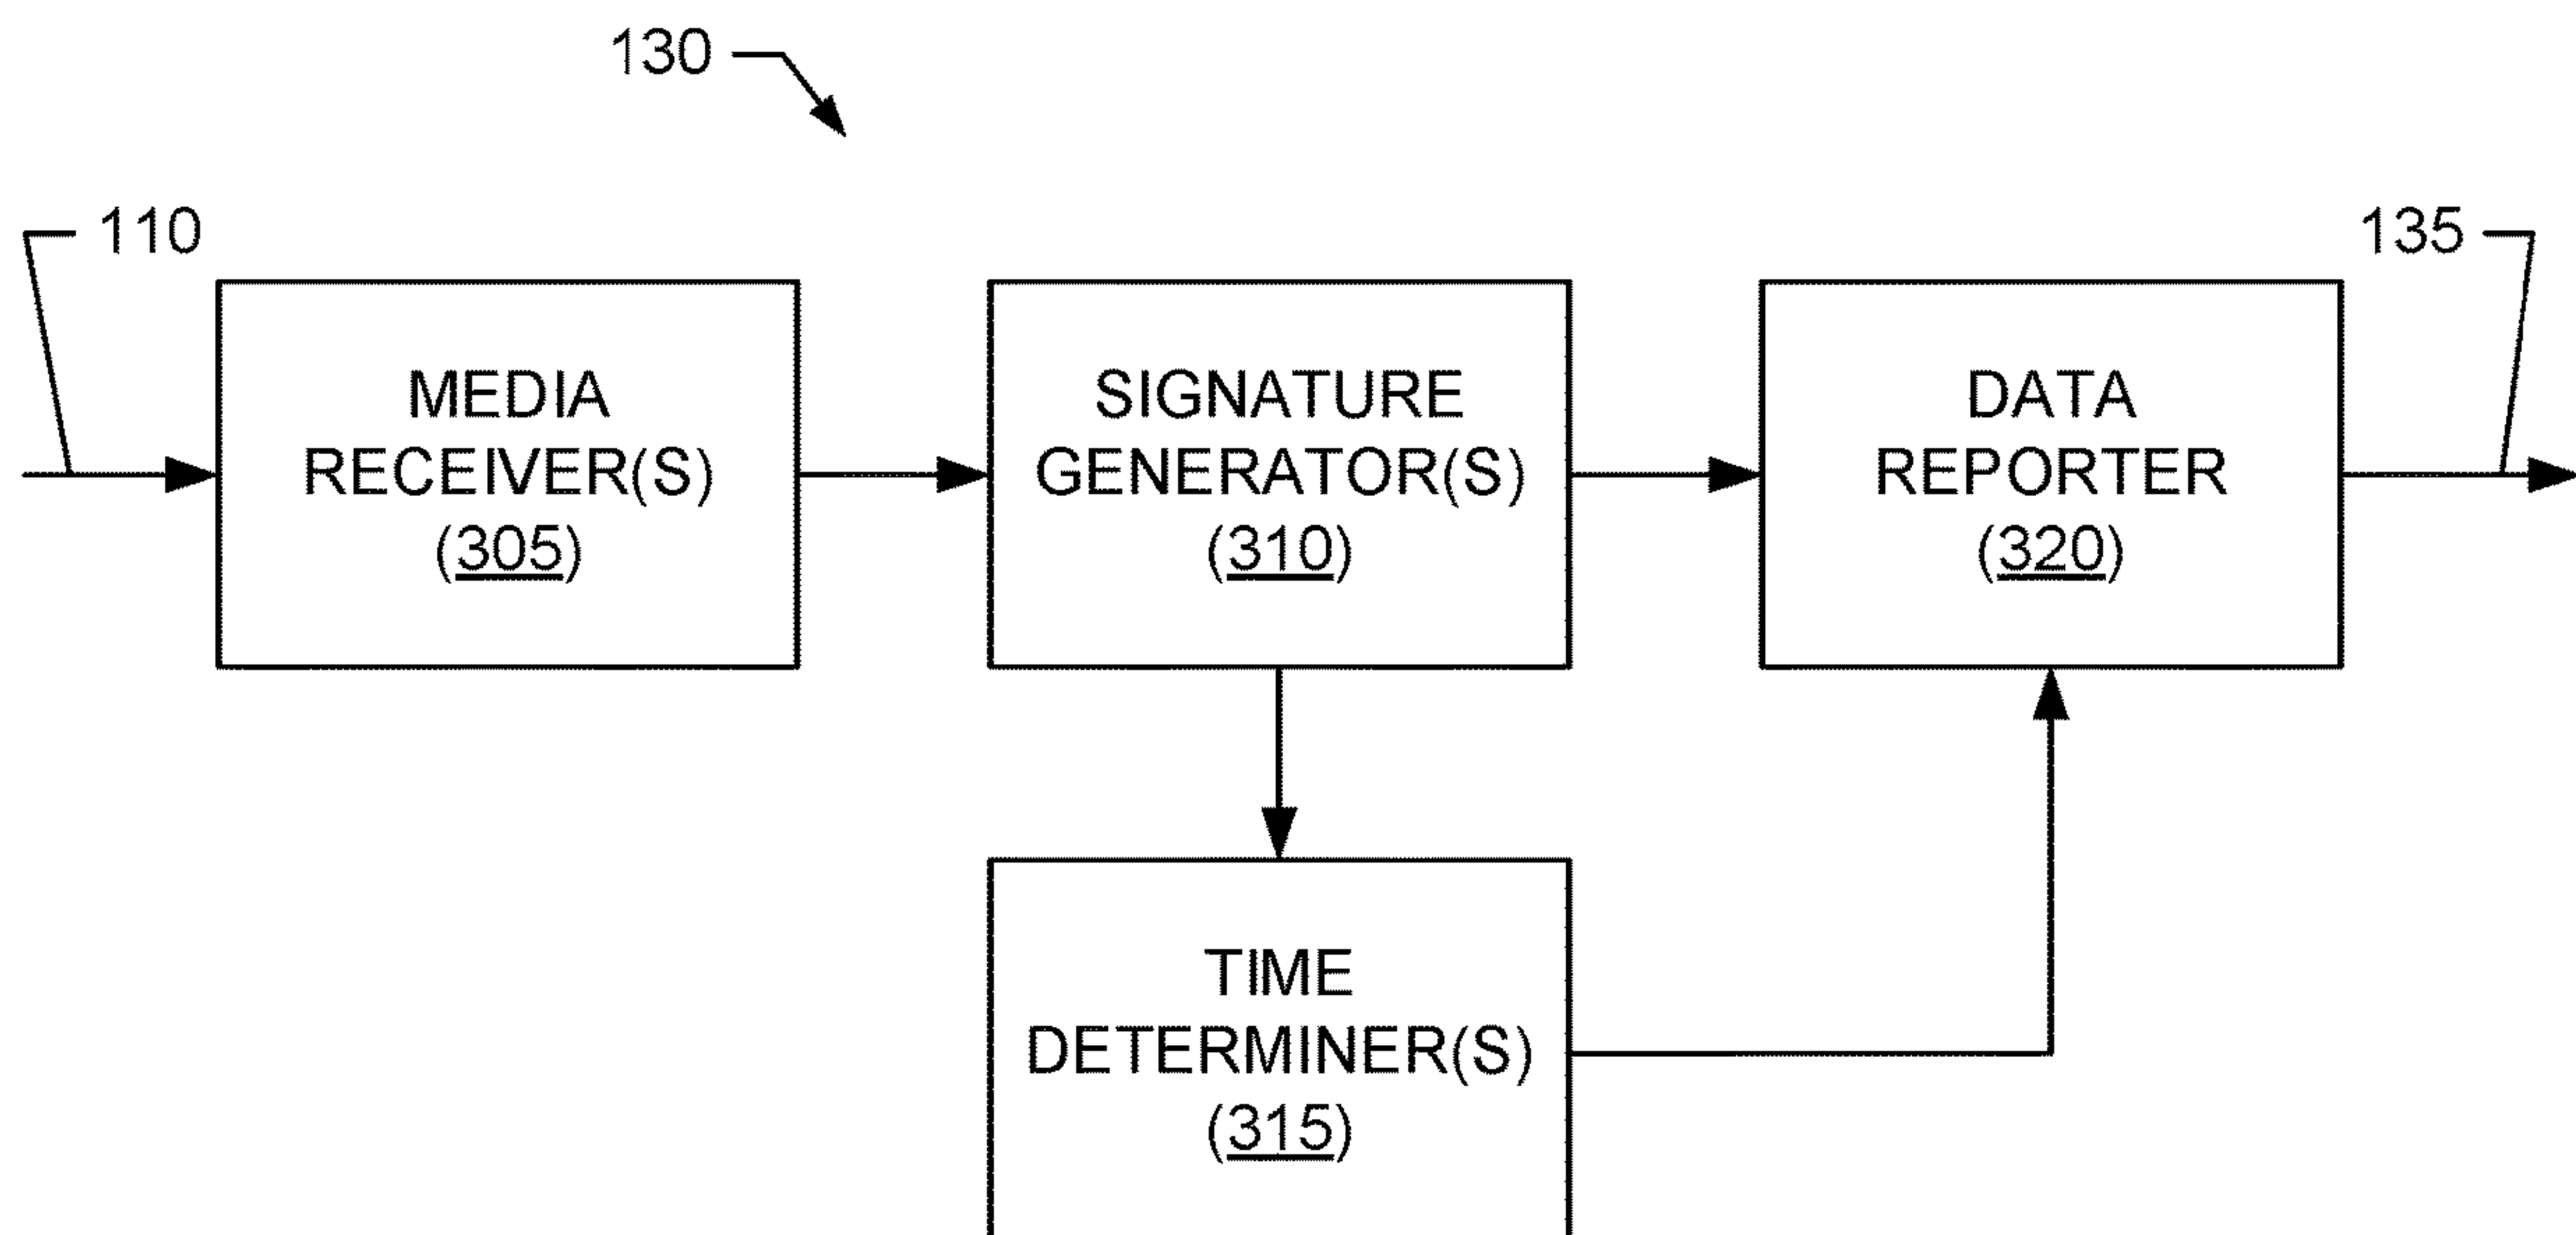 130
110
135
MEDIA
RECEIVER(S)
(305)
SIGNATURE
GENERATOR(S)
(310)
DATA
REPORTER
(320)
TIME
DETERMINER(S)
(315)